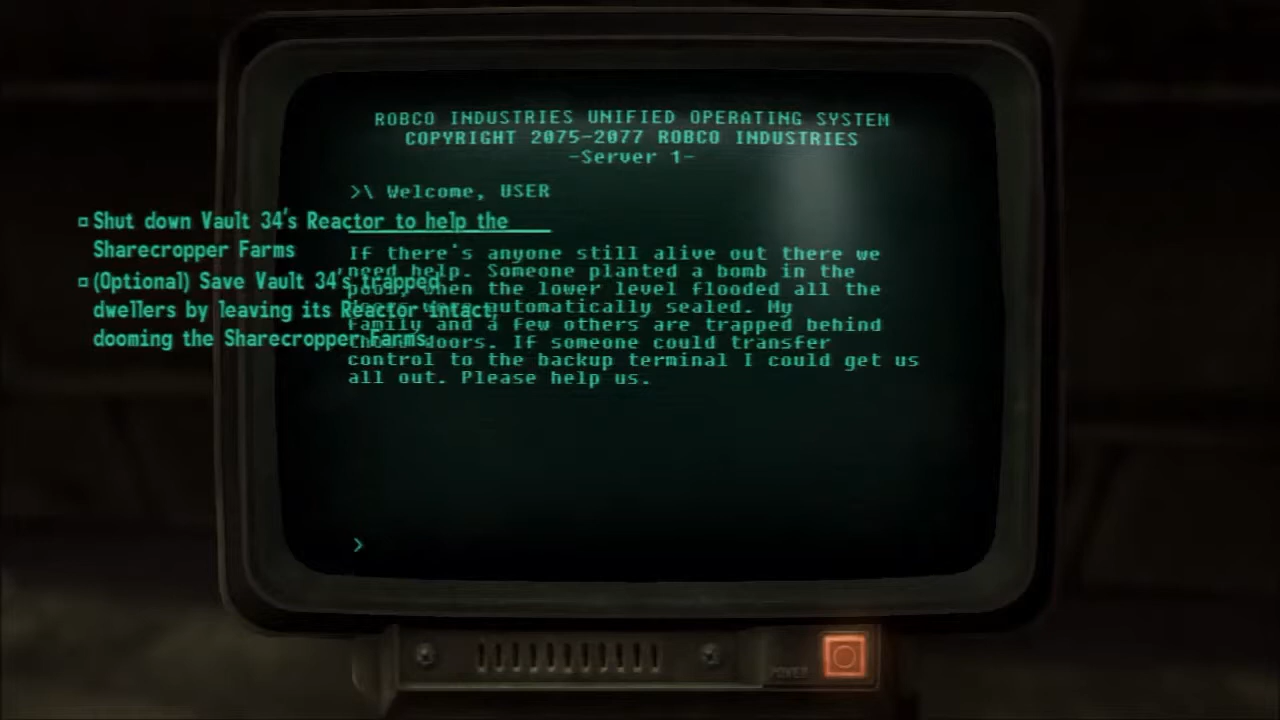 ROBCO INDUSTRIES UNIFIED OPERATING SYSTEM
COPYRIGHT 2075-2077 ROBCO INDUSTRIES
-Server 1-
>\ Welcome, USER
Shut down Vault 34's Reactor to help the
Sharecropper Farms
(Optional) Save Vault 34's trapped
dwellers by leaving its Reactor intact,
dooming the Sharecropper Farms.
If there's anyone still alive out there we
need help. Someone planted a bomb in the
when the lower level flooded all the
doors were automatically sealed. My
family and a few others are trapped behind
doors. If someone could transfer
control to the backup terminal I could get us
all out. Please help us.
>
POWER